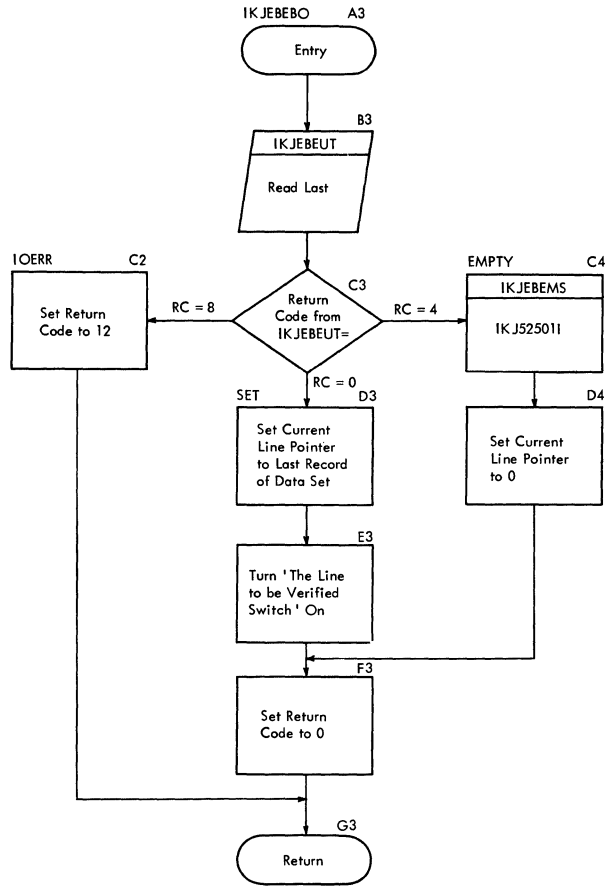 IKJEBEBO A3
Entry
B3
IKJEBEUT
Read Last
IOERR C2
Set Return
Code to 12
RC = 8
C3
Return
Code from
IKJEBEUT=
RC = 4
EMPTY C4
IKJEBEMS
IKJ52501I
RC = 0
SET D3
Set Current
Line Pointer
to Last Record
of Data Set
D4
Set Current
Line Pointer
to 0
E3
Turn 'The Line
to be Verified
Switch' On
F3
Set Return
Code to 0
G3
Return